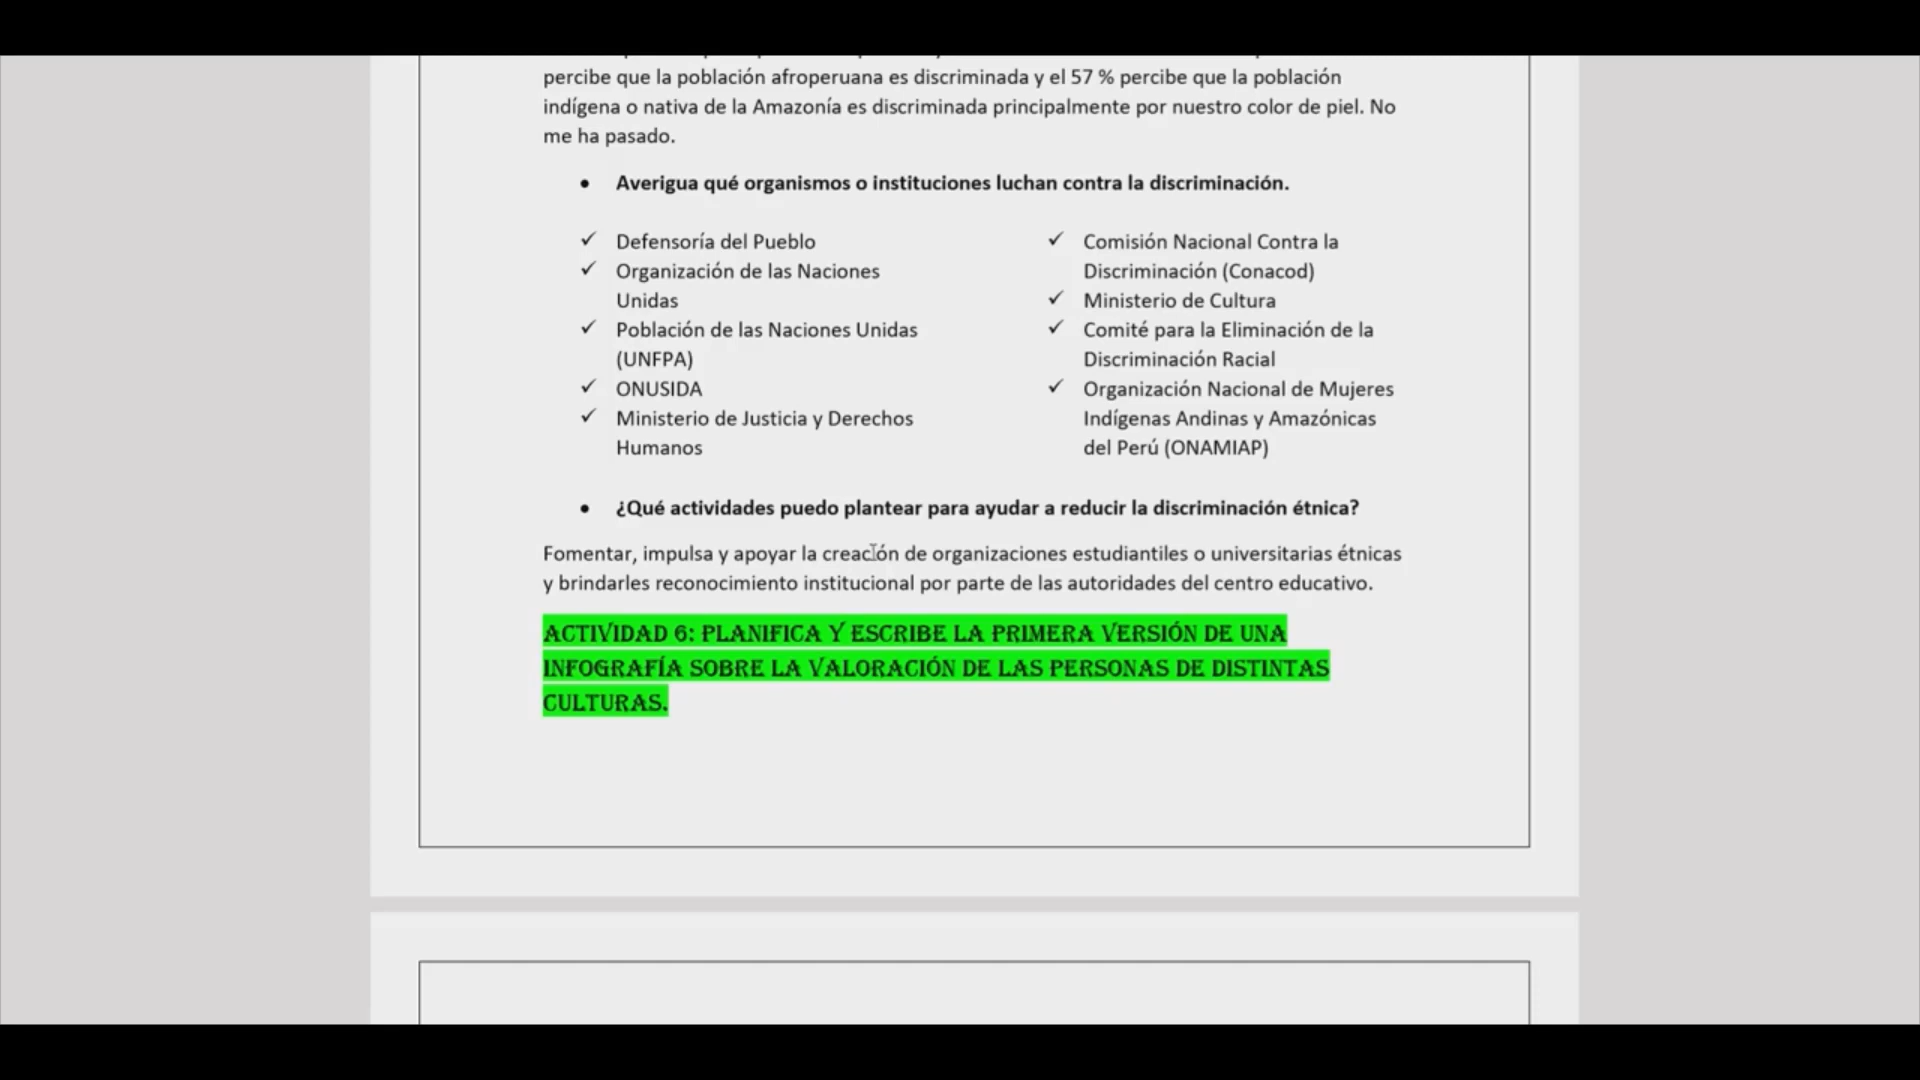 percibe que la población afroperuana es discriminada y el 57 % percibe que la población
indígena o nativa de la Amazonía es discriminada principalmente por nuestro color de piel. No
me ha pasado.
• Averigua qué organismos o instituciones luchan contra la discriminación.
✓ Defensoría del Pueblo
✓ Organización de las Naciones
Unidas
✓ Población de las Naciones Unidas
(UNFPA)
✓ ONUSIDA
✓ Ministerio de Justicia y Derechos
Humanos
✓ Comisión Nacional Contra la
Discriminación (Conacod)
✓ Ministerio de Cultura
✓ Comité para la Eliminación de la
Discriminación Racial
✓ Organización Nacional de Mujeres
Indígenas Andinas y Amazónicas
del Perú (ONAMIAP)
• ¿Qué actividades puedo plantear para ayudar a reducir la discriminación étnica?
Fomentar, impulsa y apoyar la creación de organizaciones estudiantiles o universitarias étnicas
y brindarles reconocimiento institucional por parte de las autoridades del centro educativo.
ACTIVIDAD 6: PLANIFICA Y ESCRIBE LA PRIMERA VERSIÓN DE UNA
INFOGRAFÍA SOBRE LA VALORACIÓN DE LAS PERSONAS DE DISTINTAS
CULTURAS.